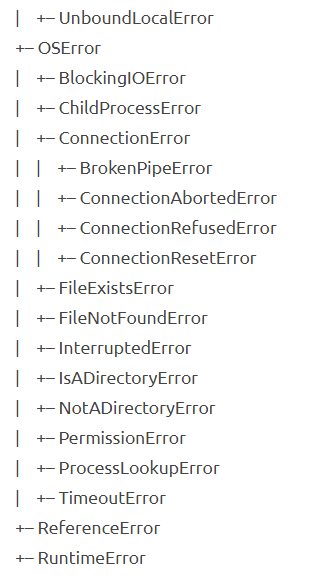 |    +– UnboundLocalError
+– OSError
|    +– BlockingIOError
|    +– ChildProcessError
|    +– ConnectionError
|    |    +– BrokenPipeError
|    |    +– ConnectionAbortedError
|    |    +– ConnectionRefusedError
|    |    +– ConnectionResetError
|    +– FileExistsError
|    +– FileNotFoundError
|    +– InterruptedError
|    +– IsADirectoryError
|    +– NotADirectoryError
|    +– PermissionError
|    +– ProcessLookupError
|    +– TimeoutError
+– ReferenceError
+– RuntimeError